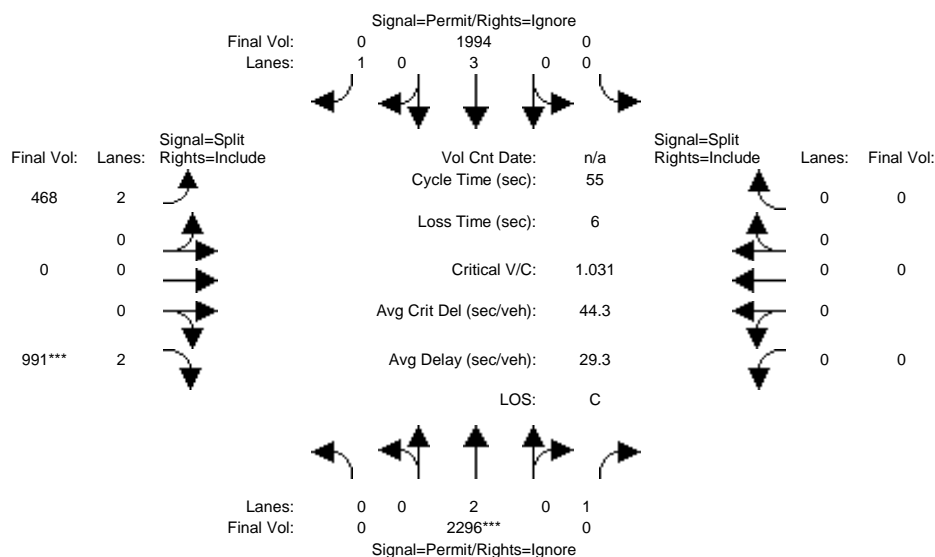 Signal=Permit/Rights=Ignore
Final Vol: 0 1994 0
Lanes: 1 0 3 0 0
Signal=Split Signal=Split
Final Vol: Lanes: Rights=Include Vol Cnt Date: n/a Rights=Include Lanes: Final Vol:
Cycle Time (sec): 55
468 2 0 0
Loss Time (sec): 6
0 0
0 0 Critical V/C: 1.031 0 0
0 Avg Crit Del (sec/veh): 44.3 0
991*** 2 Avg Delay (sec/veh): 29.3 0 0
LOS: C
Lanes: 0 0 2 0 1
Final Vol: 0 2296*** 0
Signal=Permit/Rights=Ignore